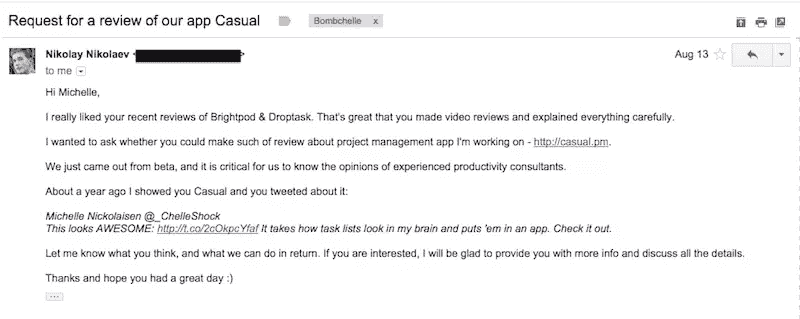 Request for a review of our app Casual
Bombchelle x
Nikolay Nikolaev
Aug 13
to me
Hi Michelle,
I really liked your recent reviews of Brightpod & Droptask. That's great that you made video reviews and explained everything carefully.
I wanted to ask whether you could make such of review about project management app I'm working on - http://casual.pm.
We just came out from beta, and it is critical for us to know the opinions of experienced productivity consultants.
About a year ago I showed you Casual and you tweeted about it:
Michelle Nickolaisen @_ChelleShock
This looks AWESOME: http://t.co/2cOkpcYfaf It takes how task lists look in my brain and puts 'em in an app. Check it out.
Let me know what you think, and what we can do in return. If you are interested, I will be glad to provide you with more info and discuss all the details.
Thanks and hope you had a great day :)